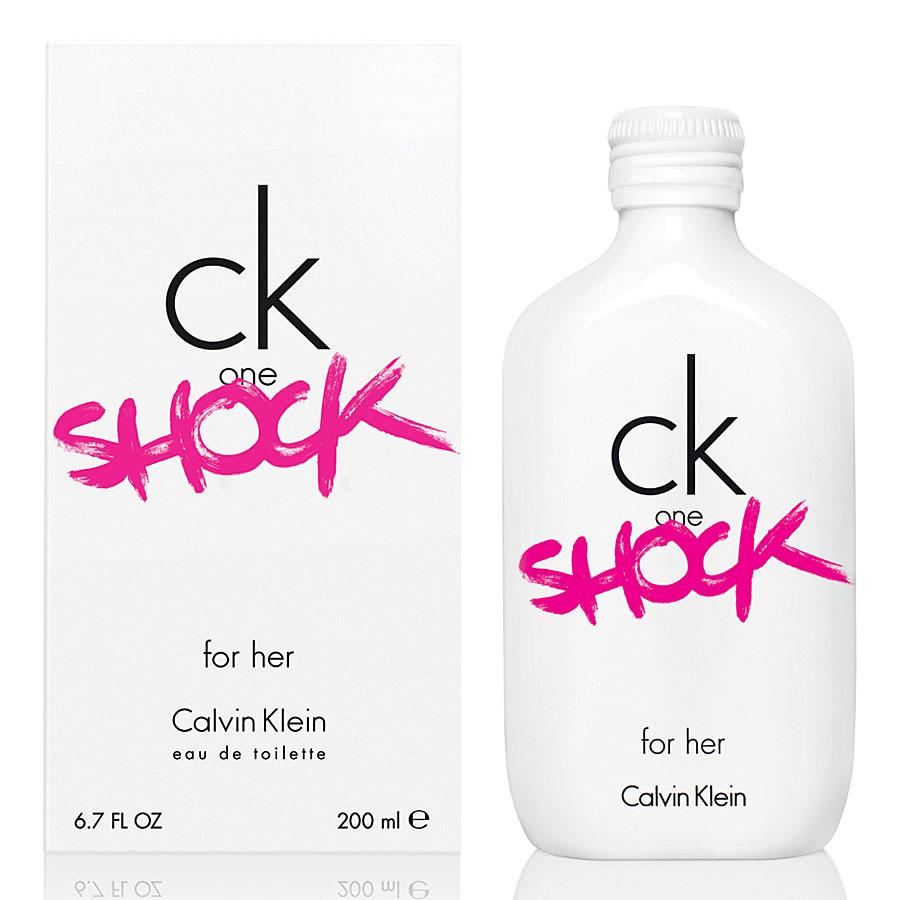 ck
one
SHOCK
for her
Calvin Klein
eau de toilette
6.7 FL OZ 200 ml ℮
ck
one
SHOCK
for her
Calvin Klein